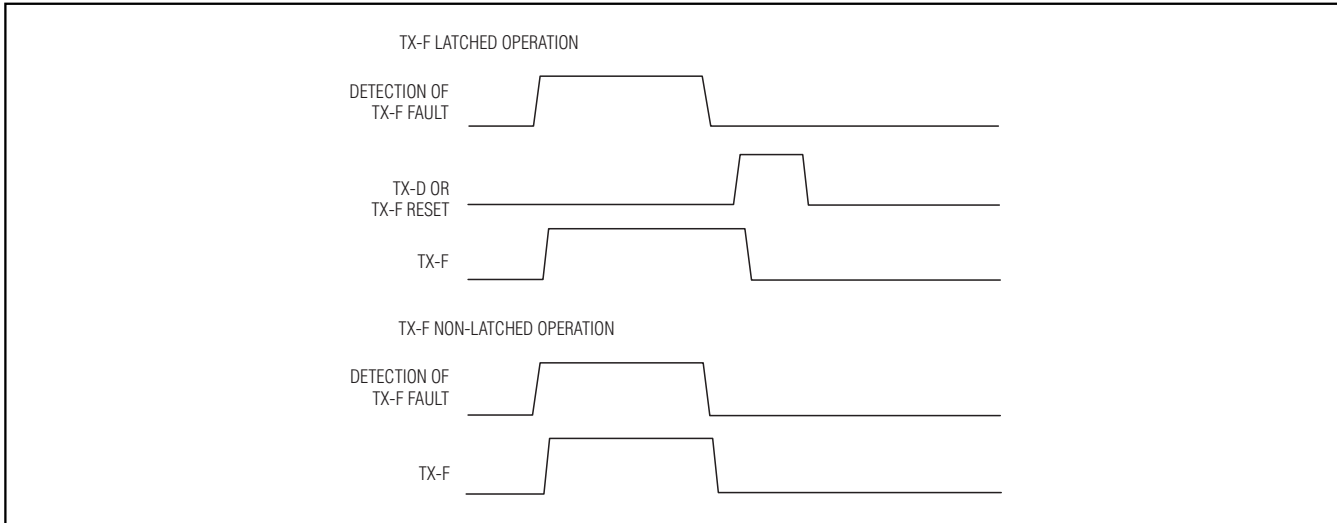 TX-F LATCHED OPERATION
DETECTION OF
TX-F FAULT
TX-D OR
TX-F RESET
TX-F
TX-F NON-LATCHED OPERATION
DETECTION OF
TX-F FAULT
TX-F